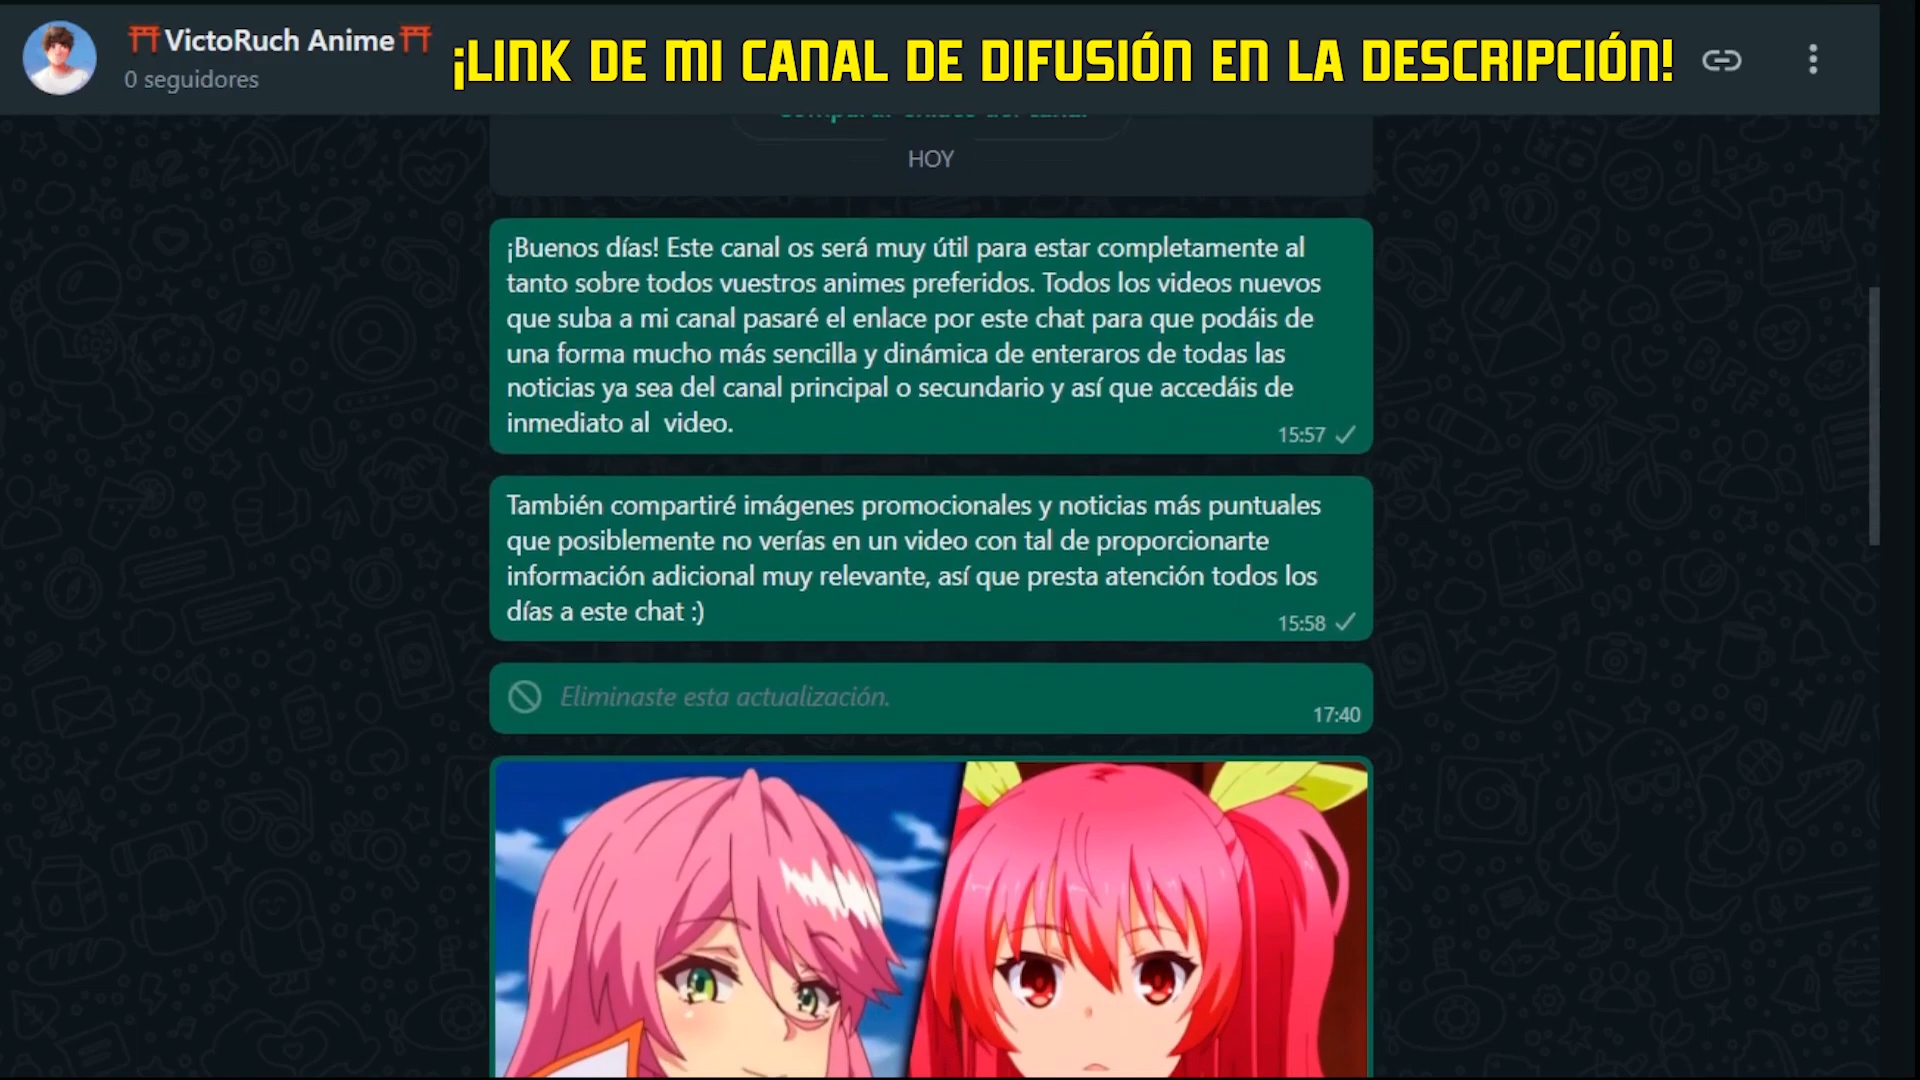 VictoRuch Anime
0 seguidores
¡LINK DE MI CANAL DE DIFUSIÓN EN LA DESCRIPCIÓN!
HOY
¡Buenos días! Este canal os será muy útil para estar completamente al
tanto sobre todos vuestros animes preferidos. Todos los videos nuevos
que suba a mi canal pasaré el enlace por este chat para que podáis de
una forma mucho más sencilla y dinámica de enteraros de todas las
noticias ya sea del canal principal o secundario y así que accedáis de
inmediato al  video.
15:57
También compartiré imágenes promocionales y noticias más puntuales
que posiblemente no verías en un video con tal de proporcionarte
información adicional muy relevante, así que presta atención todos los
días a este chat :)
15:58
Eliminaste esta actualización.
17:40